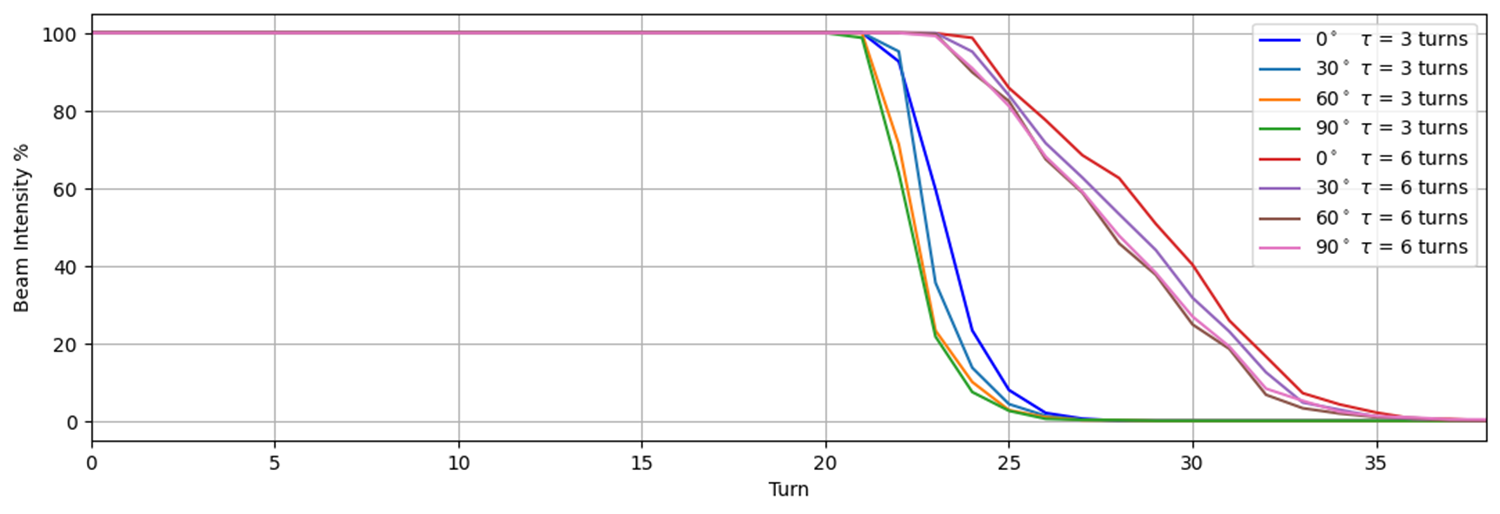 Beam Intensity %
100
80
60
40
20
0
0° τ = 3 turns
30° τ = 3 turns
60° τ = 3 turns
90° τ = 3 turns
0° τ = 6 turns
30° τ = 6 turns
60° τ = 6 turns
90° τ = 6 turns
0 5 10 15 20 25 30 35
Turn